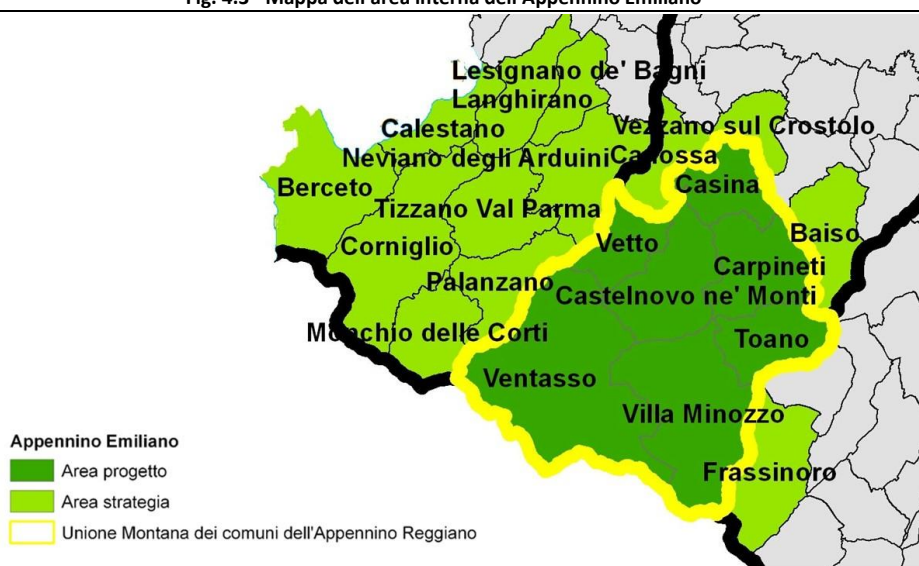 Fig. 4.3 - Mappa dell'area interna dell'Appennino Emiliano
Lesignano de' Bagni
Langhirano
Calestano
Vezzano sul Crostolo
Neviano degli Arduini
Canossa
Berceto
Casina
Tizzano Val Parma
Baiso
Corniglio
Vetto
Carpineti
Palanzano
Castelnovo ne' Monti
Monchio delle Corti
Toano
Ventasso
Villa Minozzo
Frassinoro
Appennino Emiliano
Area progetto
Area strategia
Unione Montana dei comuni dell'Appennino Reggiano